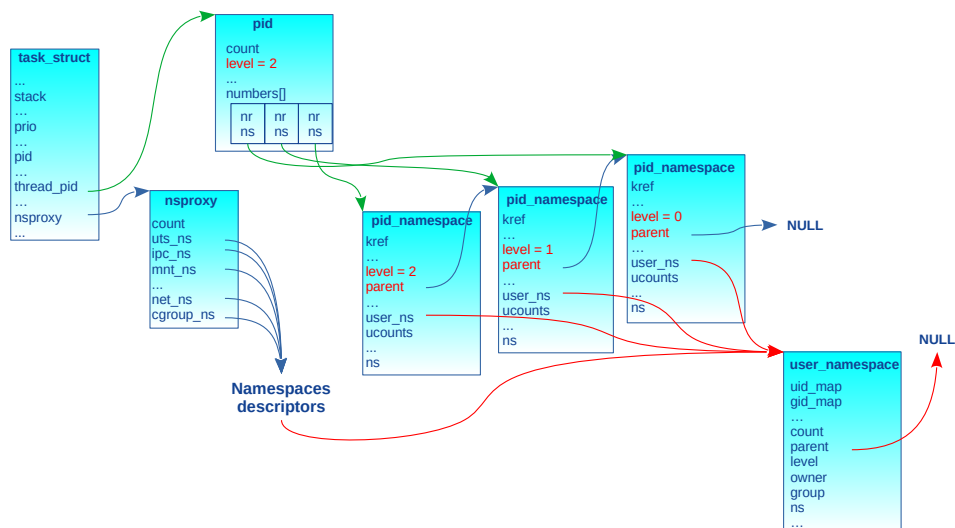 task_struct
...
stack
...
prio
...
pid
...
thread_pid
...
nsproxy
...
pid
count
level = 2
...
numbers[]
nr nr nr
ns ns ns
nsproxy
count
uts_ns
ipc_ns
mnt_ns
...
net_ns
cgroup_ns
Namespaces
descriptors
pid_namespace
kref
...
level = 2
parent
...
user_ns
ucounts
...
ns
pid_namespace
kref
...
level = 1
parent
...
user_ns
ucounts
...
ns
pid_namespace
kref
...
level = 0
parent
...
user_ns
ucounts
...
ns
NULL
NULL
user_namespace
uid_map
gid_map
...
count
parent
level
owner
group
ns
...